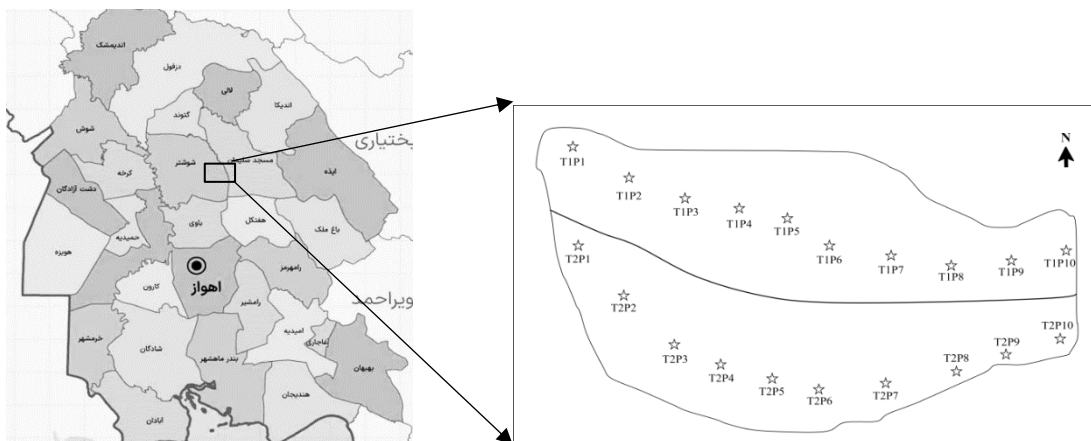 اندیمشک
دزفول
لالی
اندیکا
گتوند
شوش
بختیاری
شوشتر
مسجد سلیمان
ایذه
کرخه
دشت آزادگان
باوی
هفتکل
باغ ملک
حمیدیه
هویزه
رامهرمز
اهواز
کارون
رامشیر
ویراحمد
امیدیه
آغاجاری
خرمشهر
شادگان
بندر ماهشهر
بهبهان
هندیجان
آبادان
N
T1P1
T1P2
T1P3
T1P4
T1P5
T1P6
T1P7
T1P8
T1P9
T1P10
T2P1
T2P2
T2P3
T2P4
T2P5
T2P6
T2P7
T2P8
T2P9
T2P10